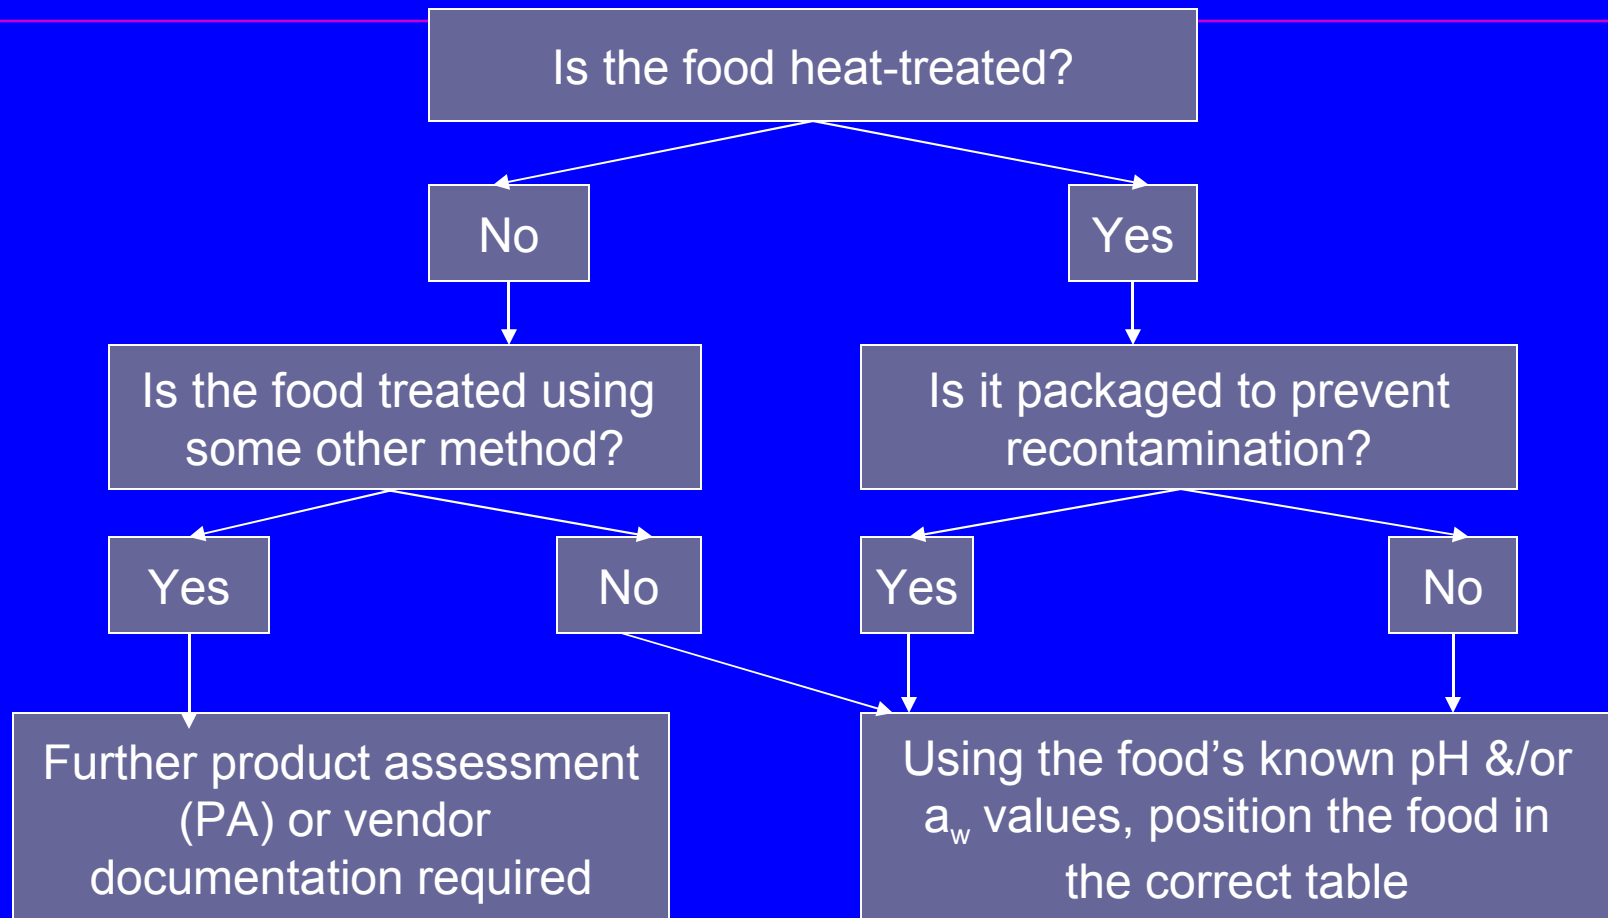 Is the food heat-treated?
No
Yes
Is the food treated using
some other method?
Is it packaged to prevent
recontamination?
Yes
No
Yes
No
Further product assessment
(PA) or vendor
documentation required
Using the food’s known pH &/or
aw values, position the food in
the correct table